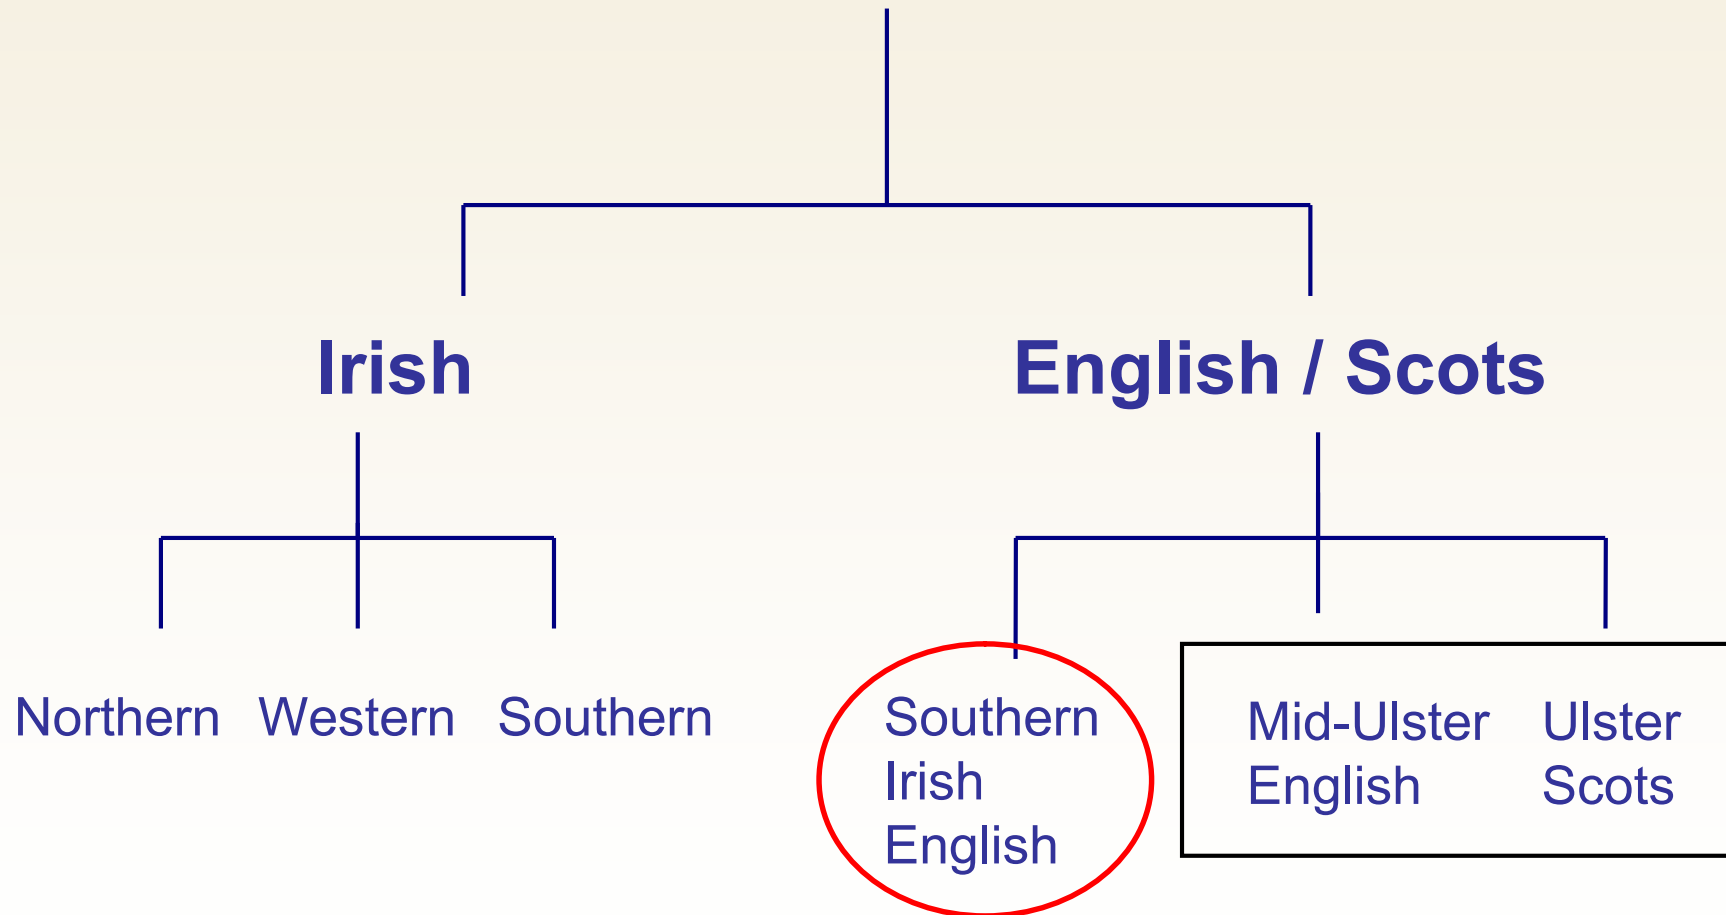 Irish
English / Scots
Northern Western Southern
Southern
Irish
English
Mid-Ulster
English
Ulster
Scots